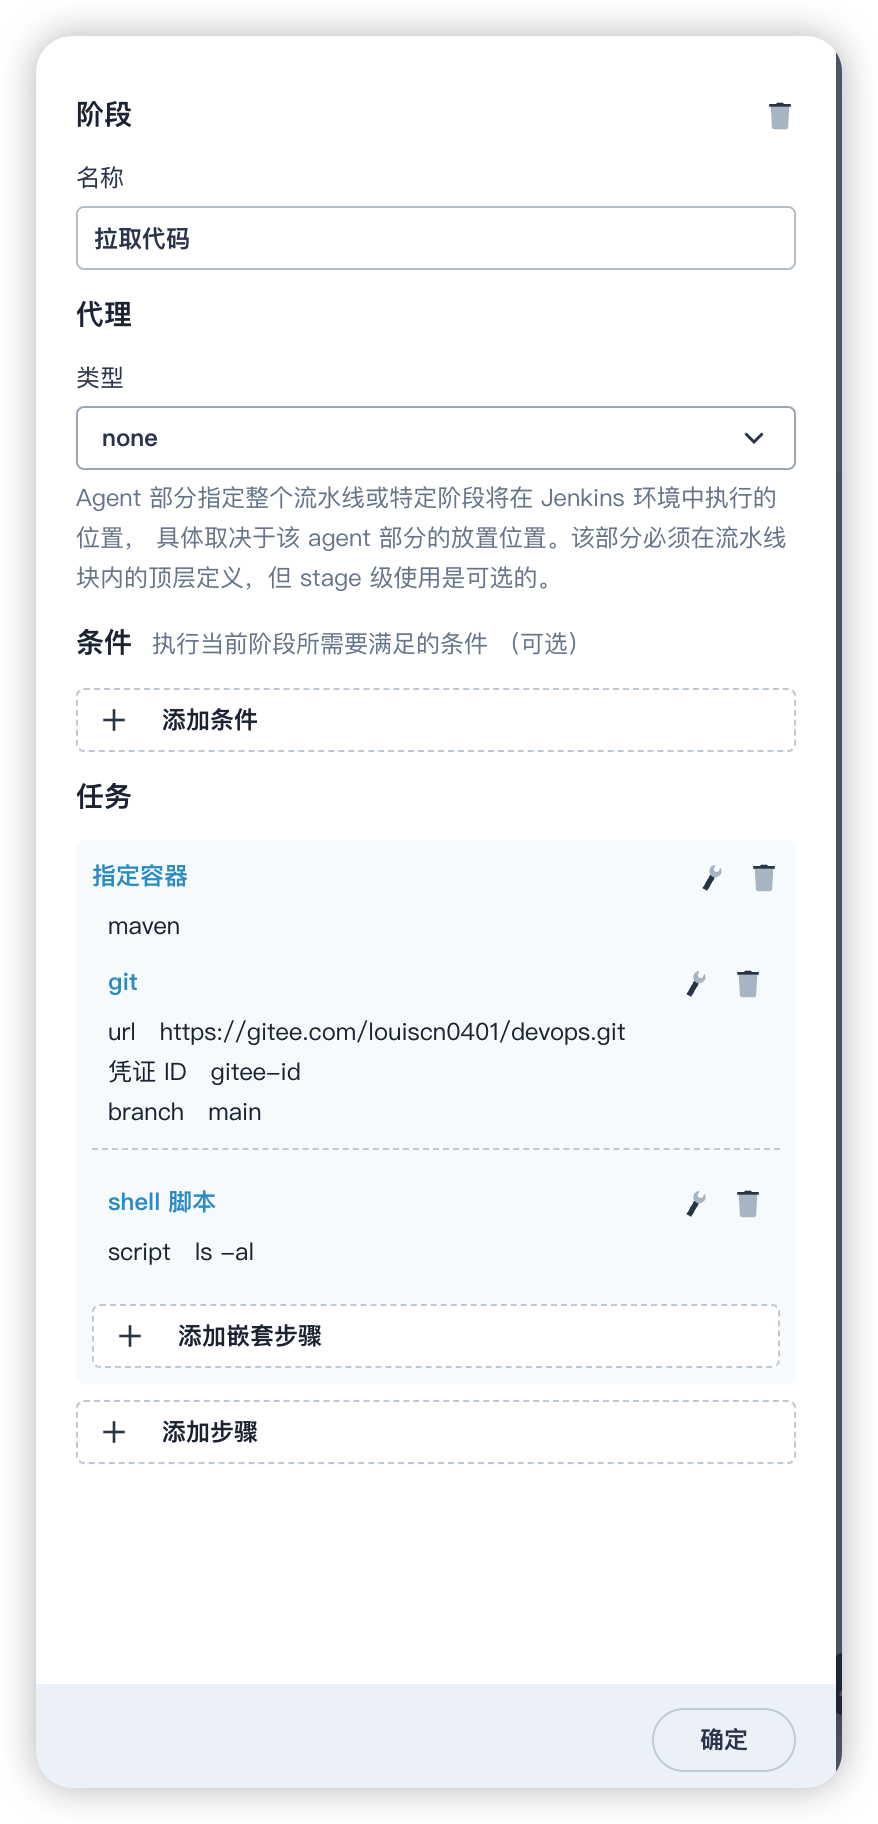 阶段
名称
拉取代码
代理
类型
none
Agent 部分指定整个流水线或特定阶段将在 Jenkins 环境中执行的
位置， 具体取决于该 agent 部分的放置位置。该部分必须在流水线
块内的顶层定义，但 stage 级使用是可选的。
条件 执行当前阶段所需要满足的条件 （可选）
添加条件
任务
指定容器
maven
git
url https://gitee.com/louiscn0401/devops.git
凭证 ID gitee-id
branch main
shell 脚本
script ls -al
添加嵌套步骤
添加步骤
确定